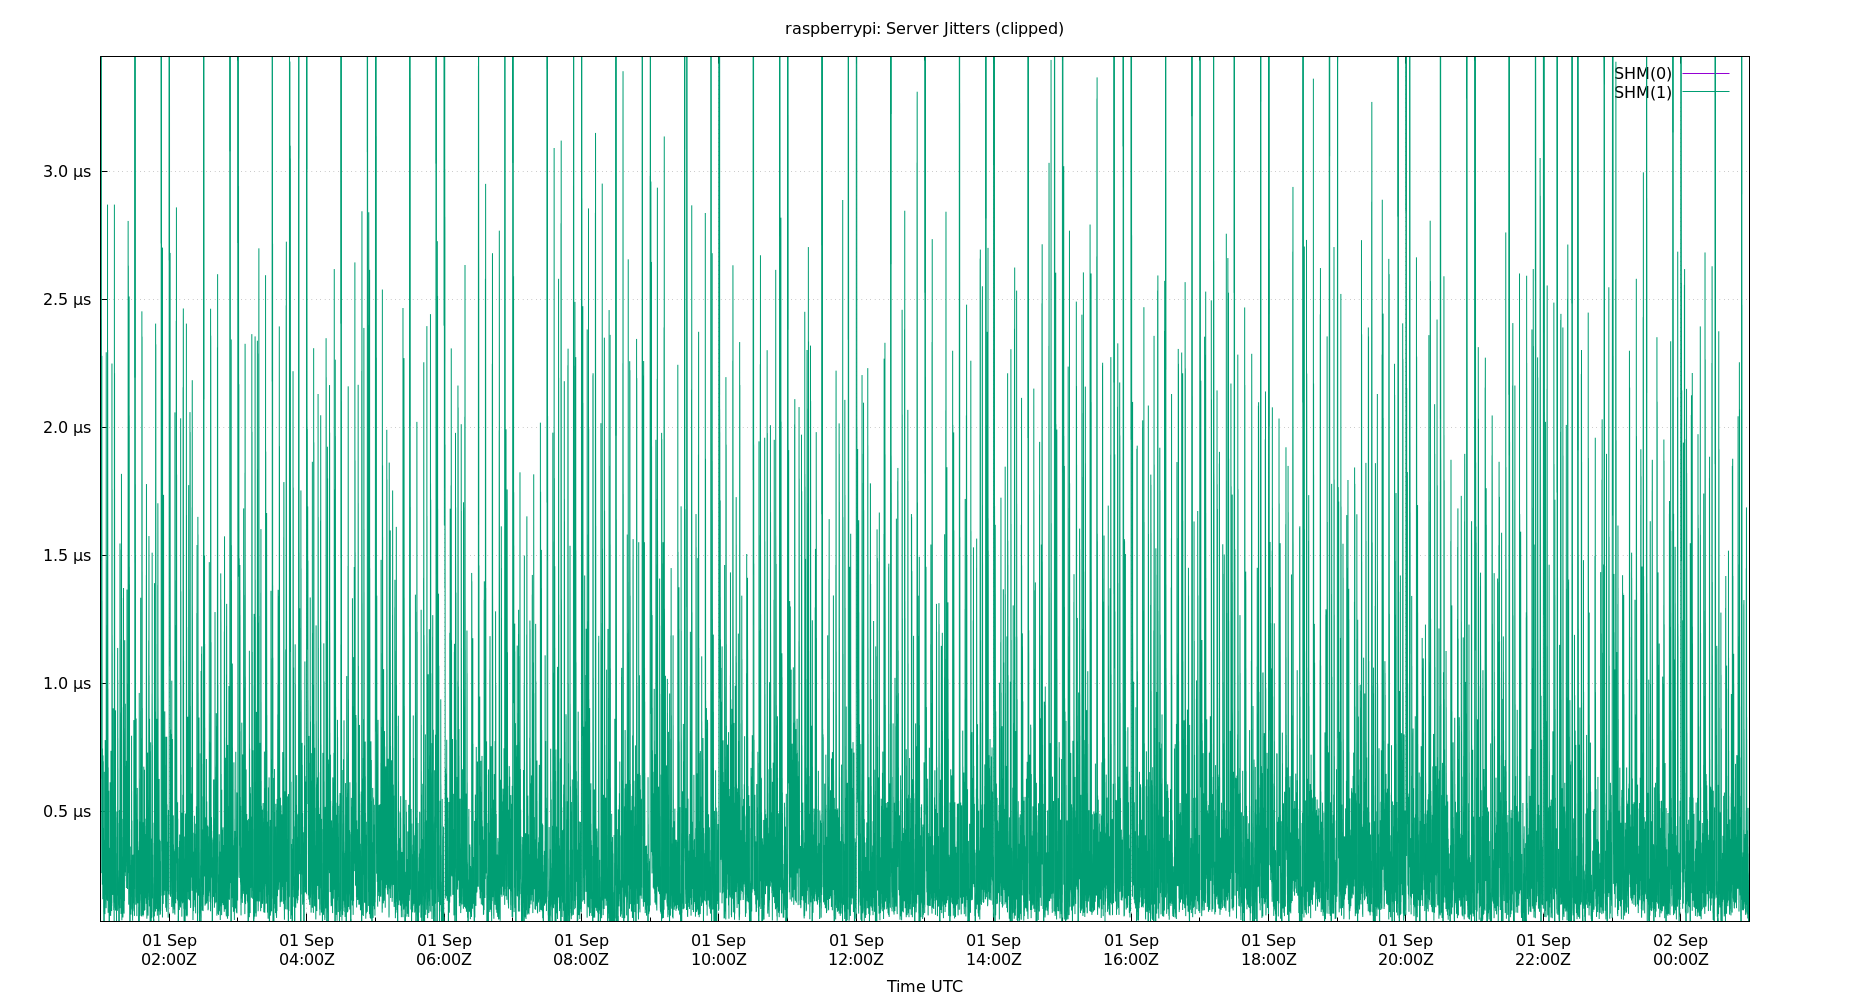 raspberrypi: Server Jitters (clipped)
SHM(0)
SHM(1)
3.0 µs
2.5 µs
2.0 µs
1.5 µs
1.0 µs
0.5 µs
01 Sep 01 Sep 01 Sep 01 Sep 01 Sep 01 Sep 01 Sep 01 Sep 01 Sep 01 Sep 01 Sep 02 Sep
02:00Z 04:00Z 06:00Z 08:00Z 10:00Z 12:00Z 14:00Z 16:00Z 18:00Z 20:00Z 22:00Z 00:00Z
Time UTC